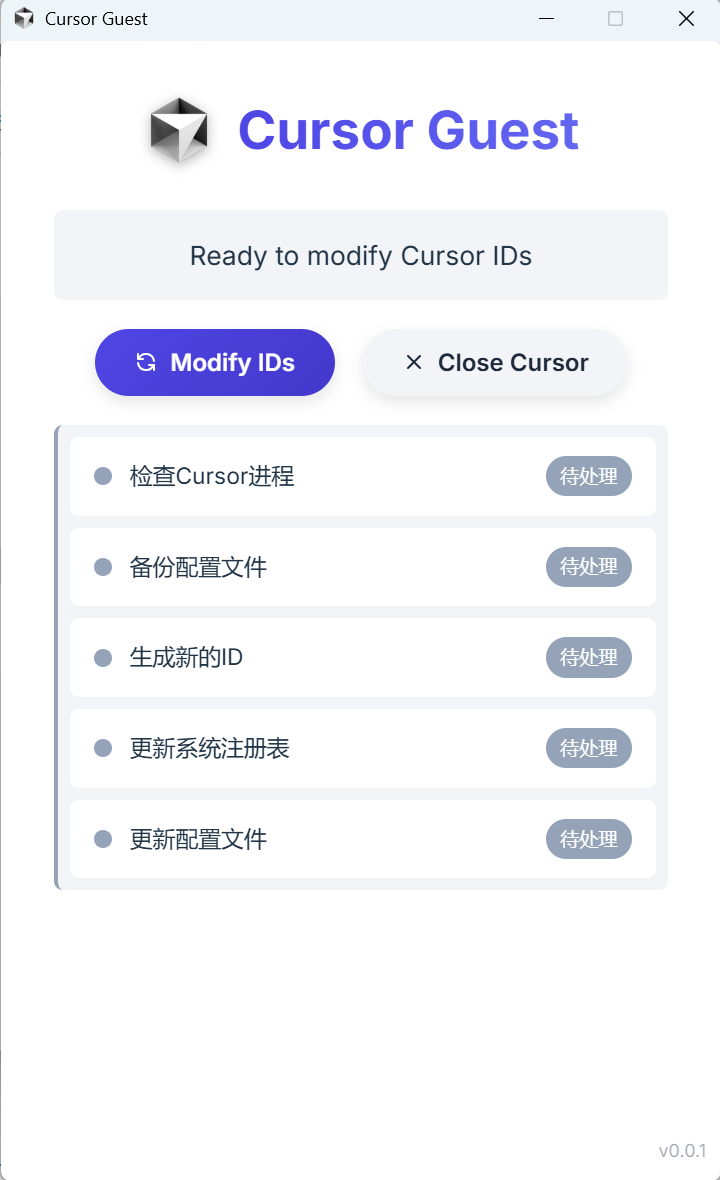 Cursor Guest
Cursor Guest
Ready to modify Cursor IDs
Modify IDs
Close Cursor
检查Cursor进程
待处理
备份配置文件
待处理
生成新的ID
待处理
更新系统注册表
待处理
更新配置文件
待处理
v0.0.1